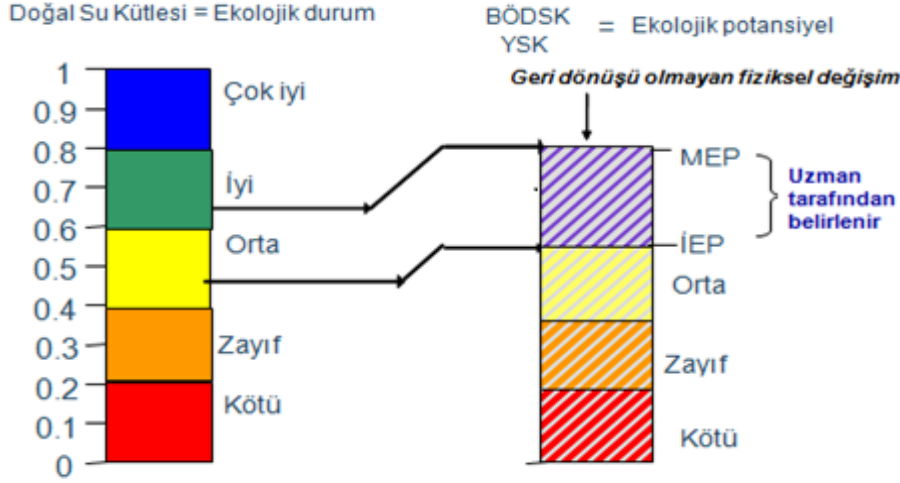 Doğal Su Kütlesi = Ekolojik durum
BÖDSK
YSK = Ekolojik potansiyel
Geri dönüşü olmayan fiziksel değişim
1
0.9
0.8
0.7
0.6
0.5
0.4
0.3
0.2
0.1
0
Çok iyi
İyi
Orta
Zayıf
Kötü
MEP
Uzman
tarafından
belirlenir
İEP
Orta
Zayıf
Kötü